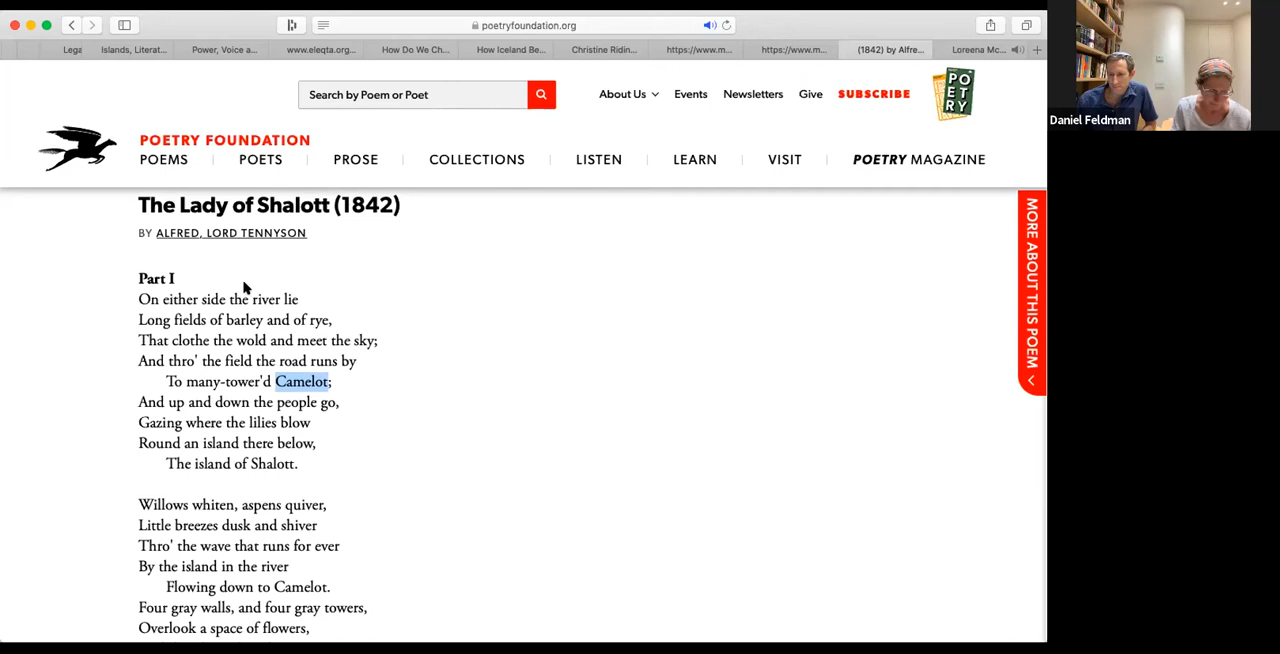 poetryfoundation.org
Lega
Islands, Literat...
Power, Voice a...
www.eleqta.org...
How Do We Ch...
How Iceland Be...
Christine Ridin...
https://www.m...
https://www.m...
(1842) by Alfre...
Loreena Mc...
Search by Poem or Poet
About Us
Events
Newsletters
Give
SUBSCRIBE
POETRY
POETRY FOUNDATION
POEMS
POETS
PROSE
COLLECTIONS
LISTEN
LEARN
VISIT
POETRY MAGAZINE
Daniel Feldman
MORE ABOUT THIS POEM
The Lady of Shalott (1842)
BY ALFRED, LORD TENNYSON
Part I
On either side the river lie
Long fields of barley and of rye,
That clothe the wold and meet the sky;
And thro' the field the road runs by
To many-tower'd Camelot;
And up and down the people go,
Gazing where the lilies blow
Round an island there below,
The island of Shalott.
Willows whiten, aspens quiver,
Little breezes dusk and shiver
Thro' the wave that runs for ever
By the island in the river
Flowing down to Camelot.
Four gray walls, and four gray towers,
Overlook a space of flowers,